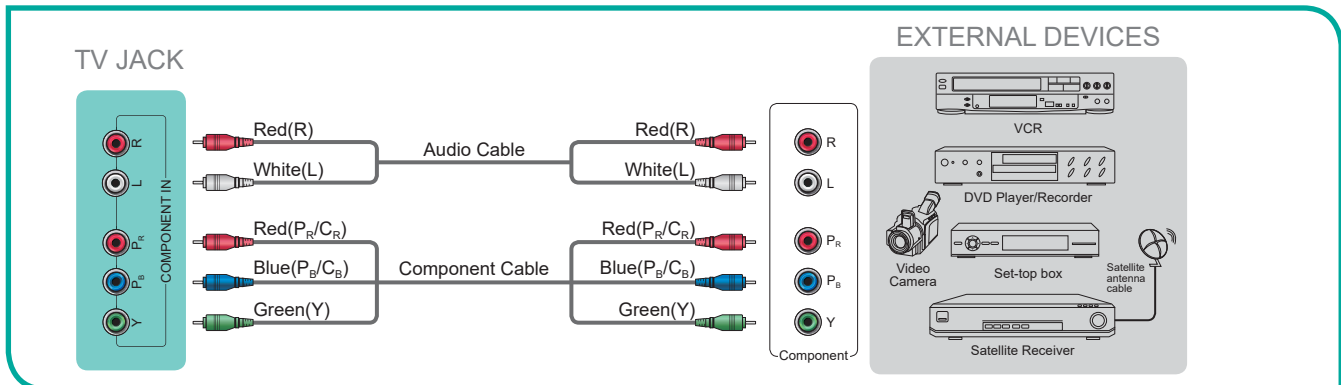 TV JACK
R
L
PR
PB
Y
COMPONENT IN
Red(R)
White(L)
Audio Cable
Red(R)
White(L)
Red(PR/CR)
Blue(PB/CB)
Green(Y)
Component Cable
Red(PR/CR)
Blue(PB/CB)
Green(Y)
R
L
PR
PB
Y
Component
EXTERNAL DEVICES
VCR
DVD Player/Recorder
Video
Camera
Set-top box
Satellite
antenna
cable
Satellite Receiver